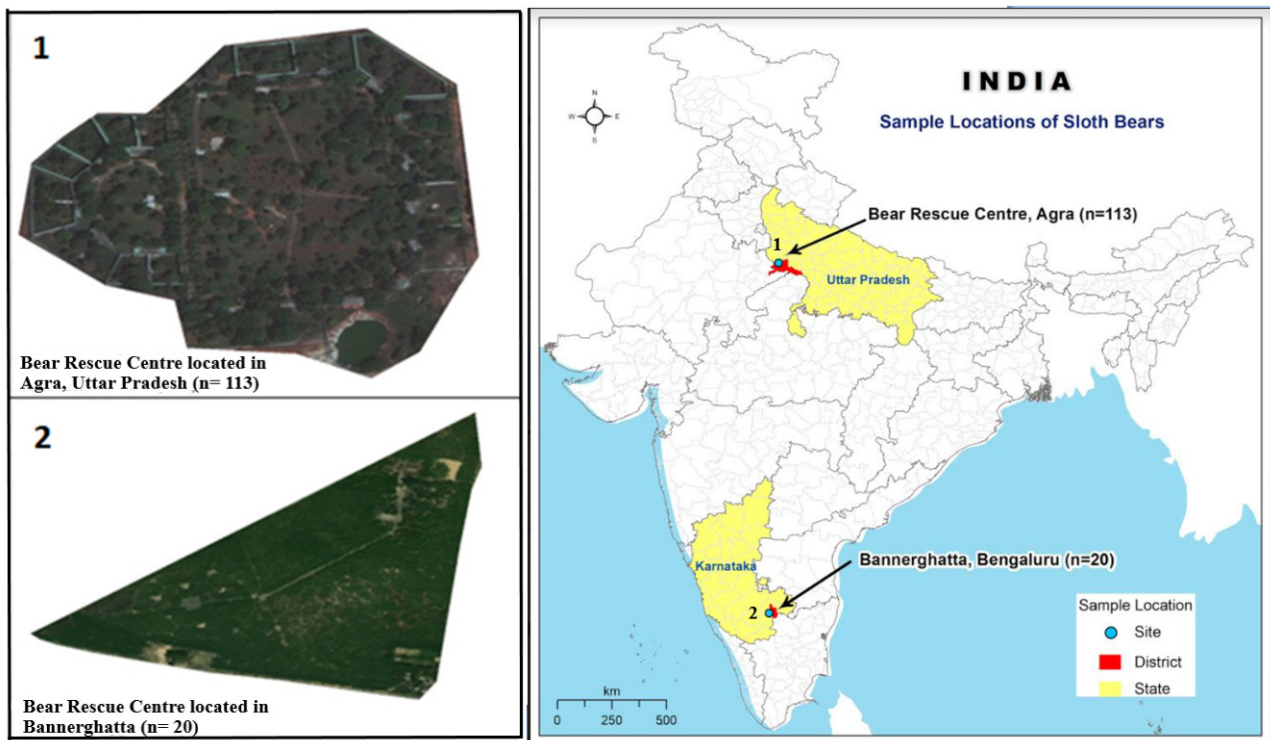 1
Bear Rescue Centre located in
Agra, Uttar Pradesh (n= 113)
2
Bear Rescue Centre located in
Bannerghatta (n= 20)
INDIA
Sample Locations of Sloth Bears
N
W E
S
Bear Rescue Centre, Agra (n=113)
1
Uttar Pradesh
Karnataka
Bannerghatta, Bengaluru (n=20)
2
Sample Location
Site
District
State
km
0 250 500